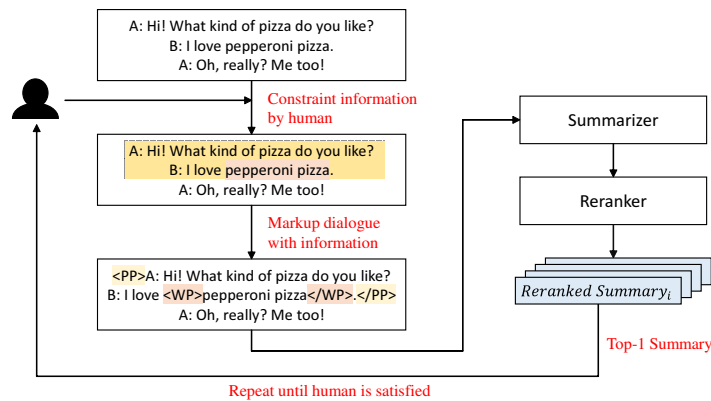 A: Hi! What kind of pizza do you like?
B: I love pepperoni pizza.
A: Oh, really? Me too!
Constraint information
by human
A: Hi! What kind of pizza do you like?
B: I love pepperoni pizza.
A: Oh, really? Me too!
Markup dialogue
with information
<PP>A: Hi! What kind of pizza do you like?
B: I love <WP>pepperoni pizza</WP>.</PP>
A: Oh, really? Me too!
Summarizer
Reranker
Reranked Summaryᵢ
Top-1 Summary
Repeat until human is satisfied